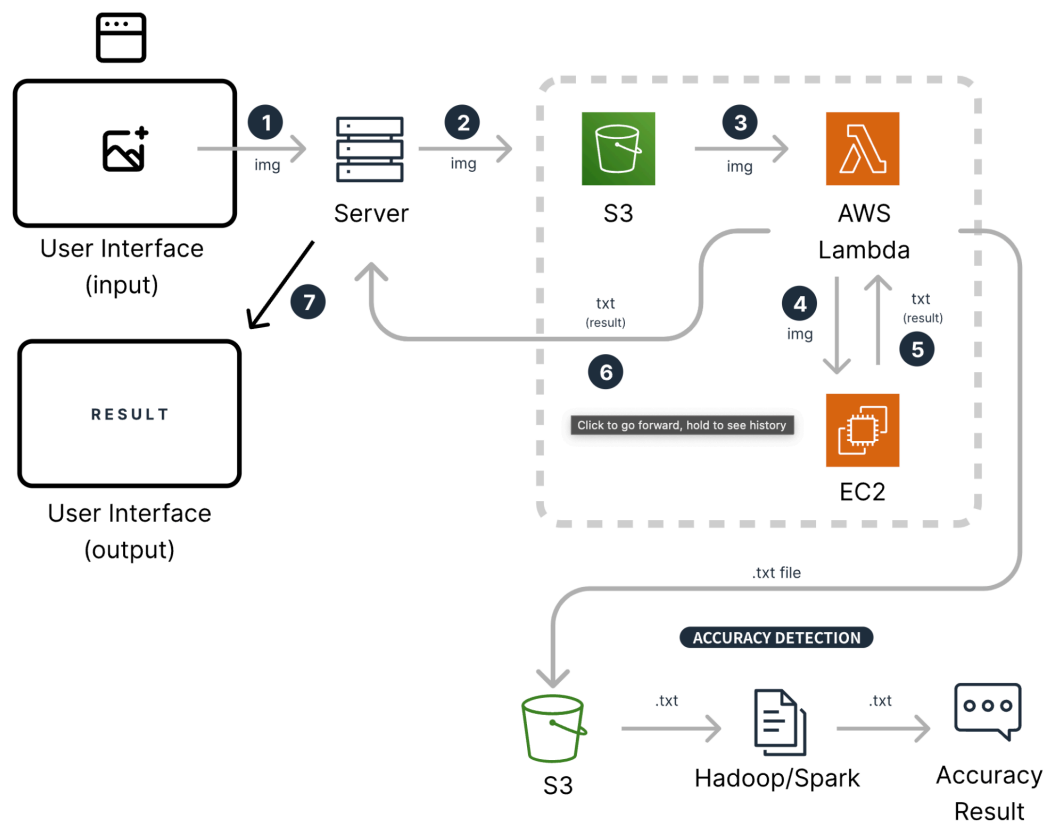 1
img
2
img
3
img
Server
S3
AWS
Lambda
User Interface
(input)
7
txt
(result)
6
4
img
txt
(result)
5
RESULT
Click to go forward, hold to see history
EC2
User Interface
(output)
.txt file
ACCURACY DETECTION
.txt
.txt
S3
Hadoop/Spark
Accuracy
Result